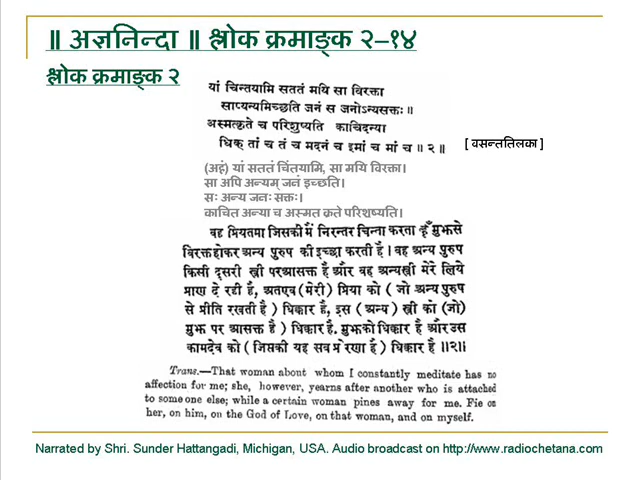 ॥ अज्ञनिन्दा ॥ श्लोक क्रमाङ्क २–१४
श्लोक क्रमाङ्क २
यां चिन्तयामि सततं मयि सा विरक्ता
साप्यन्यमिच्छति जनं स जनोऽन्यसक्तः ॥
अस्मत्कृते च परिशुष्यति काचिदन्या
धिक् तां च तं च मदनं च इमां च मां च ॥ २ ॥
[ वसन्ततिलका ]
(अहं) यां सततं चिंतयामि, सा मयि विरक्ता।
सा अपि अन्यम् जनं इच्छति।
सः अन्य जनः सक्तः।
काचित अन्या च अस्मत क्रते परिशुष्यति।
वह प्रियतमा जिसकी मैं निरन्तर चिन्ता करता हूँ मुझसे
विरक्त होकर अन्य पुरुष की इच्छा करती है। वह अन्य पुरुष
किसी दूसरी स्त्री पर आसक्त है और वह अन्यस्त्री मेरे लिये
प्राण दे रही है, अतएव (मेरी) प्रिया को ( जो अन्य पुरुष
से प्रीति रखती है ) धिक्कार है, इस ( अन्य ) स्त्री को (जो)
मुझ पर आसक्त है ) धिक्कार है. मुझको धिक्कार है और उस
कामदेव को ( जिसकी यह सब प्रेरणा है ) धिक्कार है ॥२॥
Trans.—That woman about whom I constantly meditate has no
affection for me; she, however, yearns after another who is attached
to some one else; while a certain woman pines away for me. Fie on
her, on him, on the God of Love, on that woman, and on myself.
Narrated by Shri. Sunder Hattangadi, Michigan, USA. Audio broadcast on http://www.radiochetana.com